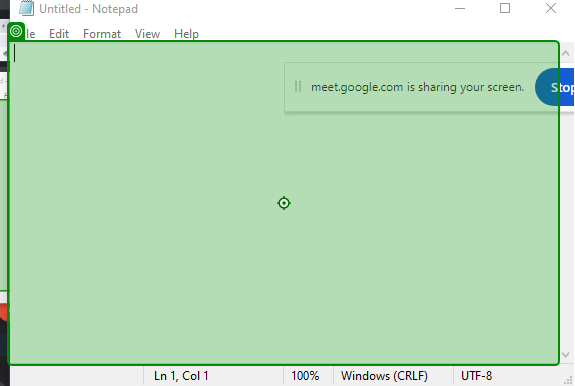 Untitled - Notepad
le Edit Format View Help
meet.google.com is sharing your screen. Stop
Ln 1, Col 1 100% Windows (CRLF) UTF-8